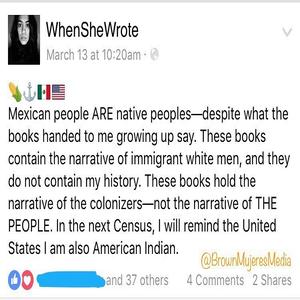 WhenSheWrote
March 13 at 10:20am ·
🌽⚓🇲🇽🇺🇸
Mexican people ARE native peoples—despite what the
books handed to me growing up say. These books
contain the narrative of immigrant white men, and they
do not contain my history. These books hold the
narrative of the colonizers—not the narrative of THE
PEOPLE. In the next Census, I will remind the United
States I am also American Indian.
@BrownMujeresMedia
and 37 others 4 Comments 2 Shares